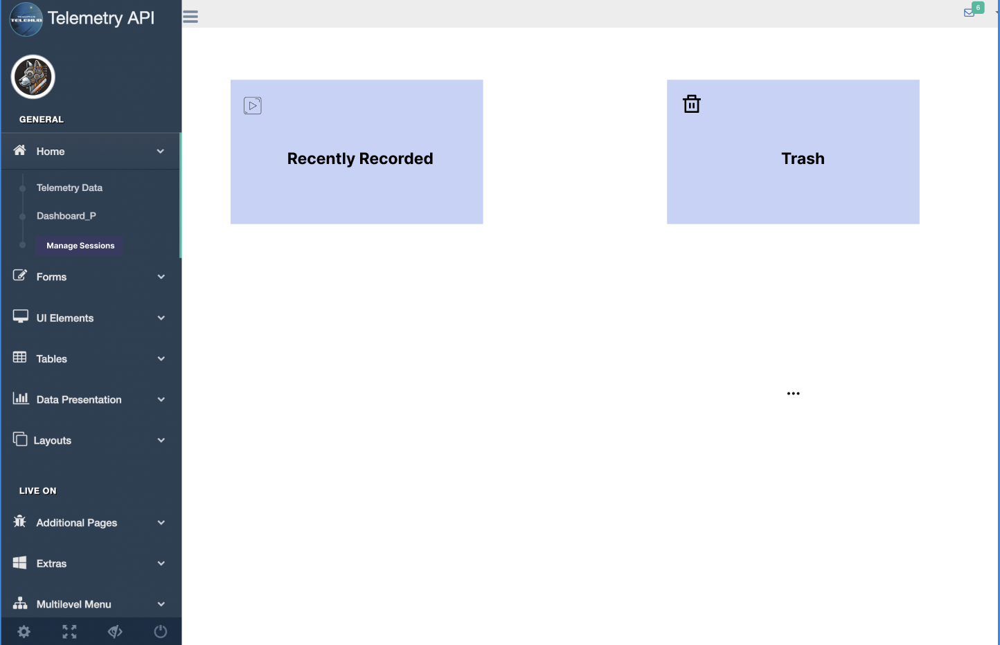 TELEHUB
Telemetry API
6
GENERAL
Home
Telemetry Data
Dashboard_P
Manage Sessions
Forms
UI Elements
Tables
Data Presentation
Layouts
LIVE ON
Additional Pages
Extras
Multilevel Menu
Recently Recorded
Trash
...